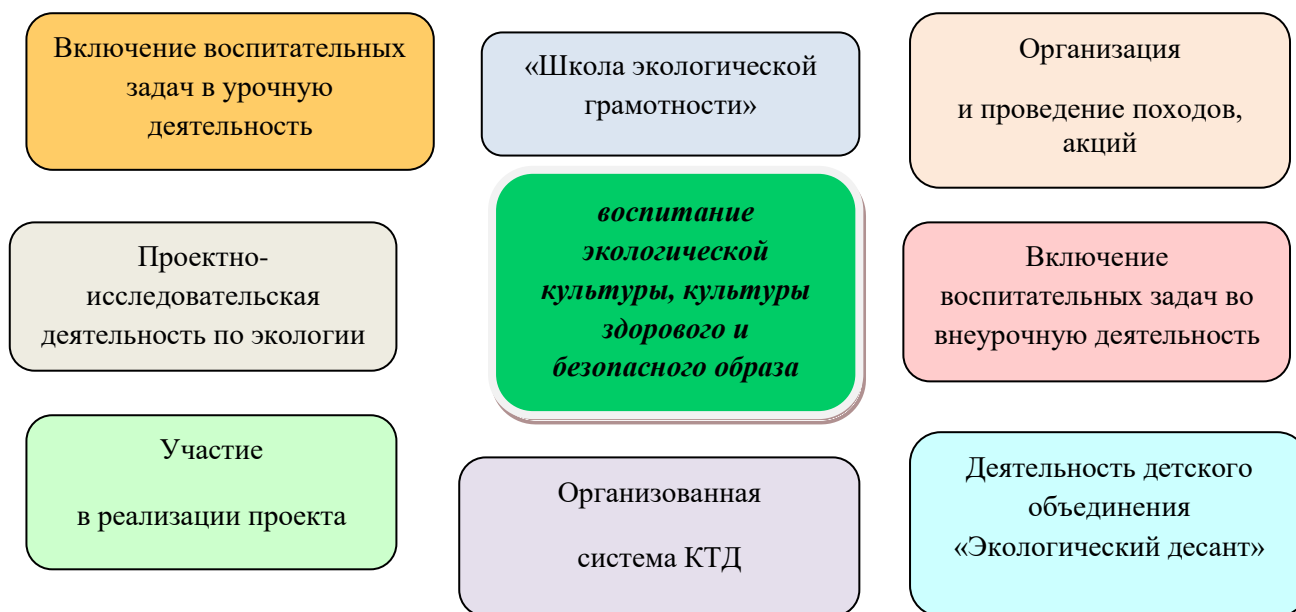 Включение воспитательных
задач в урочную
деятельность
«Школа экологической
грамотности»
Организация
и проведение походов,
акций
Проектно-
исследовательская
деятельность по экологии
воспитание
экологической
культуры, культуры
здорового и
безопасного образа
Включение
воспитательных задач во
внеурочную деятельность
Участие
в реализации проекта
Организованная
система КТД
Деятельность детского
объединения
«Экологический десант»